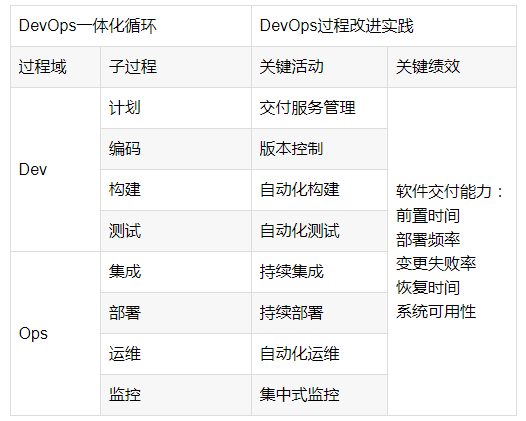 DevOps一体化循环
DevOps过程改进实践
过程域
子过程
关键活动
关键绩效
Dev
计划
交付服务管理
编码
版本控制
构建
自动化构建
测试
自动化测试
Ops
集成
持续集成
部署
持续部署
运维
自动化运维
监控
集中式监控
软件交付能力：
前置时间
部署频率
变更失败率
恢复时间
系统可用性